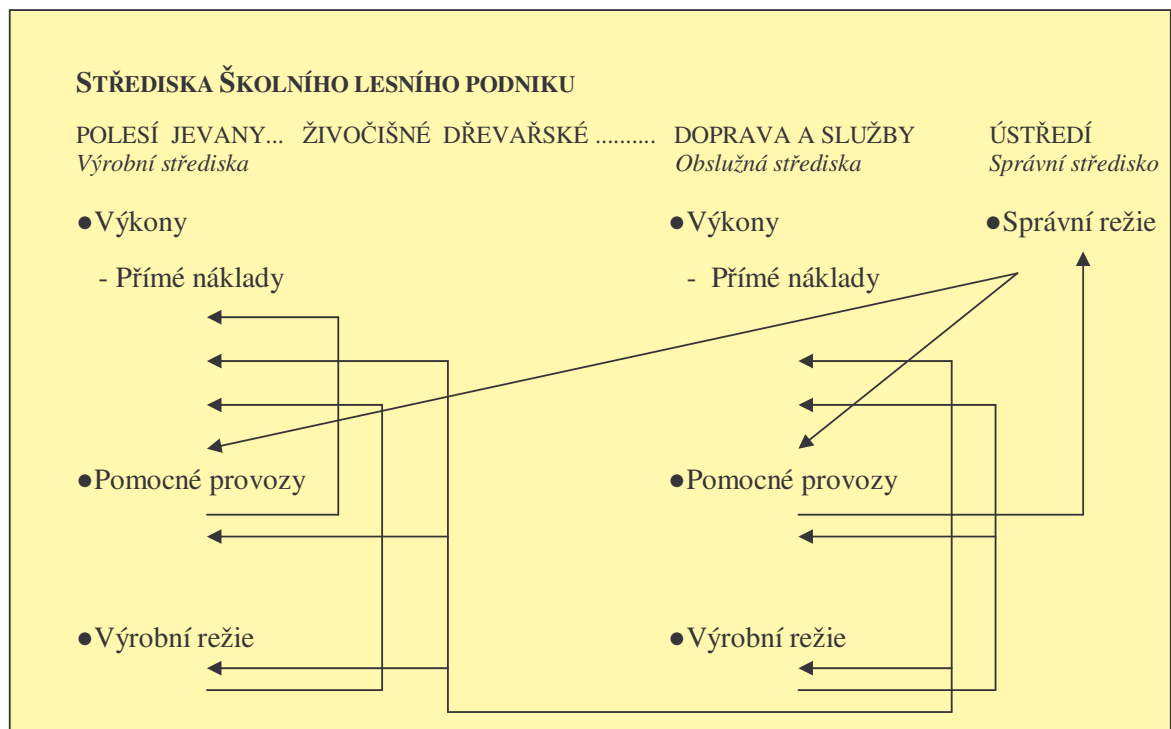 STŘEDISKA ŠKOLNÍHO LESNÍHO PODNIKU
POLESÍ JEVANY... ŽIVOČIŠNÉ DŘEVAŘSKÉ .......... DOPRAVA A SLUŽBY ÚSTŘEDÍ
Výrobní střediska Obslužná střediska Správní středisko
●Výkony ●Výkony ●Správní režie
- Přímé náklady - Přímé náklady
●Pomocné provozy ●Pomocné provozy
●Výrobní režie ●Výrobní režie